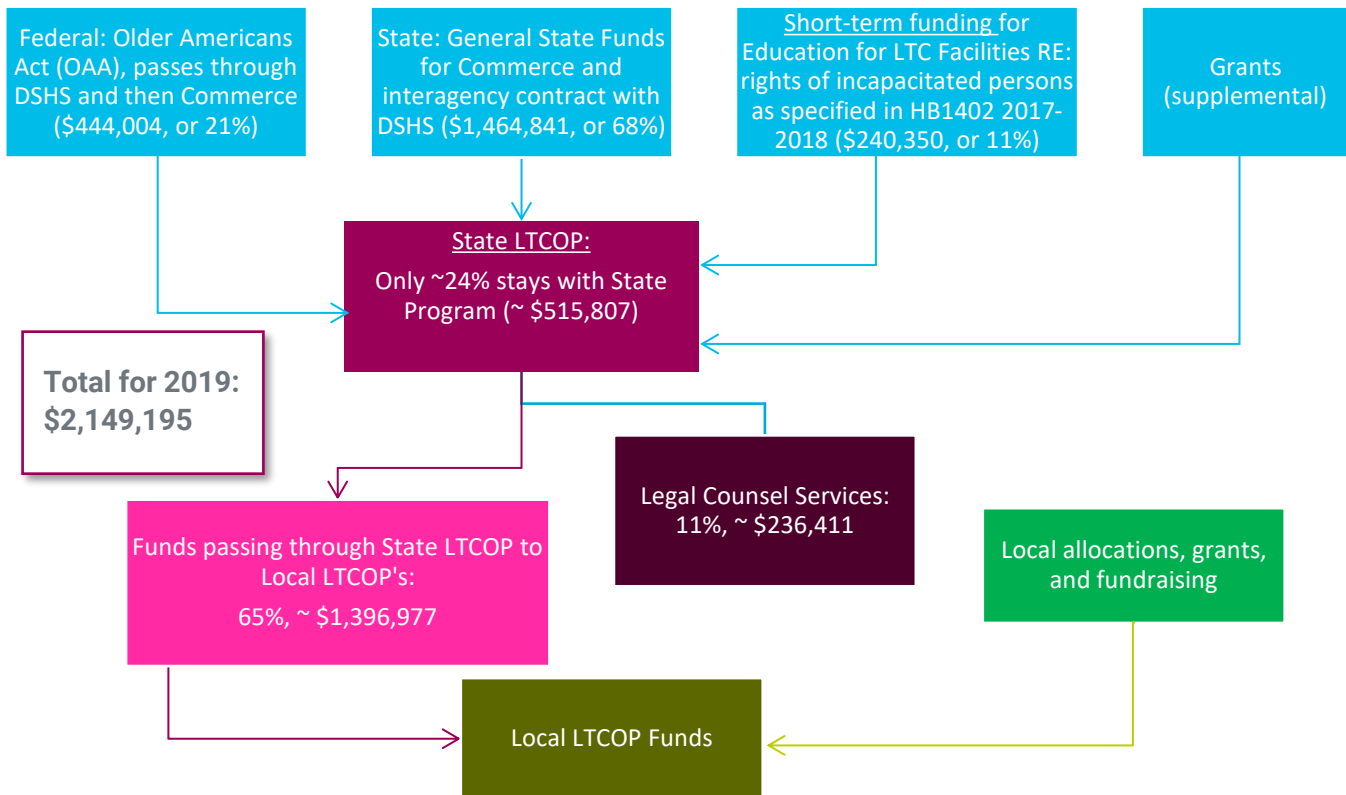 Federal: Older Americans
Act (OAA), passes through
DSHS and then Commerce
($444,004, or 21%)
State: General State Funds
for Commerce and
interagency contract with
DSHS ($1,464,841, or 68%)
Short-term funding for
Education for LTC Facilities RE:
rights of incapacitated persons
as specified in HB1402 2017-
2018 ($240,350, or 11%)
Grants
(supplemental)
State LTCOP:
Only ~24% stays with State
Program (~ $515,807)
Total for 2019:
$2,149,195
Legal Counsel Services:
11%, ~ $236,411
Funds passing through State LTCOP to
Local LTCOP's:
65%, ~ $1,396,977
Local allocations, grants,
and fundraising
Local LTCOP Funds